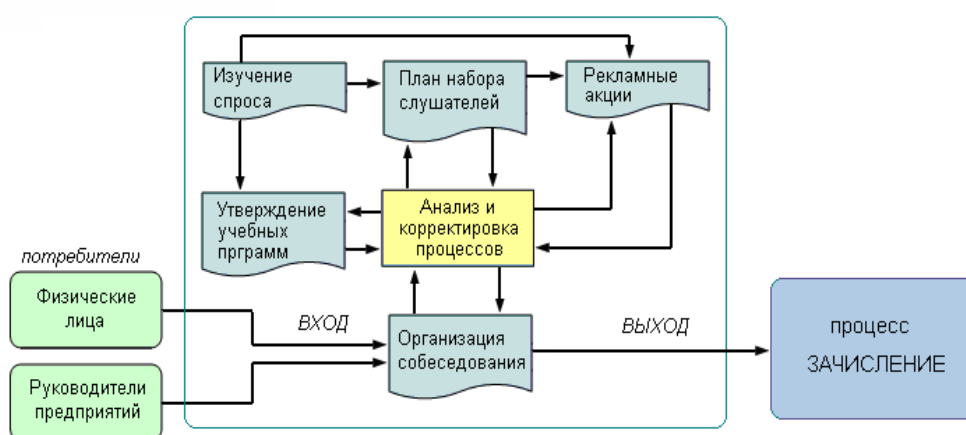 Изучение
спроса
План набора
слушателей
Рекламные
акции
Утверждение
учебных
прграмм
Анализ и
корректировка
процессов
потребители
Физические
лица
ВХОД
Организация
собеседования
ВЫХОД
процесс
ЗАЧИСЛЕНИЕ
Руководители
предприятий